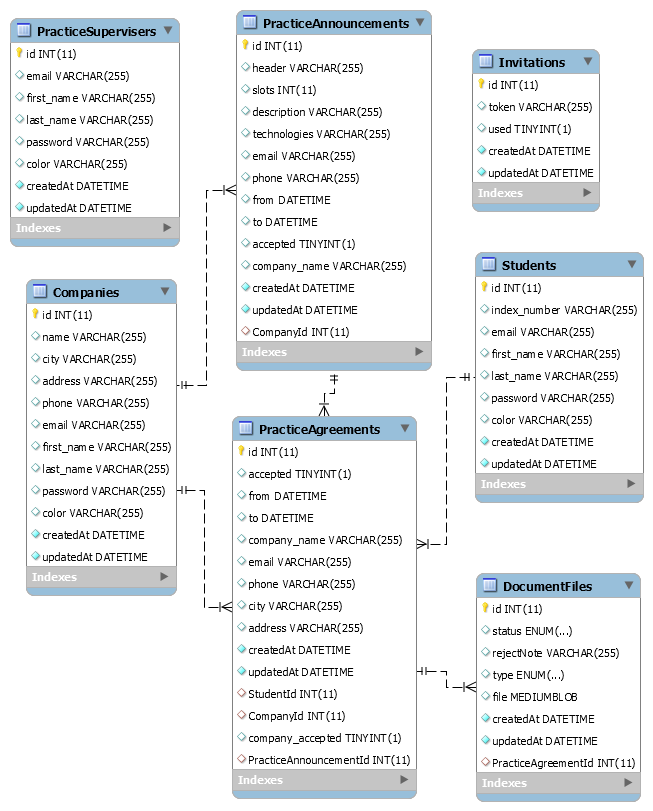 PracticeSupervisers
id INT(11)
email VARCHAR(255)
first_name VARCHAR(255)
last_name VARCHAR(255)
password VARCHAR(255)
color VARCHAR(255)
createdAt DATETIME
updatedAt DATETIME
Indexes
PracticeAnnouncements
id INT(11)
header VARCHAR(255)
slots INT(11)
description VARCHAR(255)
technologies VARCHAR(255)
email VARCHAR(255)
phone VARCHAR(255)
from DATETIME
to DATETIME
accepted TINYINT(1)
company_name VARCHAR(255)
createdAt DATETIME
updatedAt DATETIME
CompanyId INT(11)
Indexes
Invitations
id INT(11)
token VARCHAR(255)
used TINYINT(1)
createdAt DATETIME
updatedAt DATETIME
Indexes
Companies
id INT(11)
name VARCHAR(255)
city VARCHAR(255)
address VARCHAR(255)
phone VARCHAR(255)
email VARCHAR(255)
first_name VARCHAR(255)
last_name VARCHAR(255)
password VARCHAR(255)
color VARCHAR(255)
createdAt DATETIME
updatedAt DATETIME
Indexes
Students
id INT(11)
index_number VARCHAR(255)
email VARCHAR(255)
first_name VARCHAR(255)
last_name VARCHAR(255)
password VARCHAR(255)
color VARCHAR(255)
createdAt DATETIME
updatedAt DATETIME
Indexes
PracticeAgreements
id INT(11)
accepted TINYINT(1)
from DATETIME
to DATETIME
company_name VARCHAR(255)
email VARCHAR(255)
phone VARCHAR(255)
city VARCHAR(255)
address VARCHAR(255)
createdAt DATETIME
updatedAt DATETIME
StudentId INT(11)
CompanyId INT(11)
company_accepted TINYINT(1)
PracticeAnnouncementId INT(11)
Indexes
DocumentFiles
id INT(11)
status ENUM(...)
rejectNote VARCHAR(255)
type ENUM(...)
file MEDIUMBLOB
createdAt DATETIME
updatedAt DATETIME
PracticeAgreementId INT(11)
Indexes